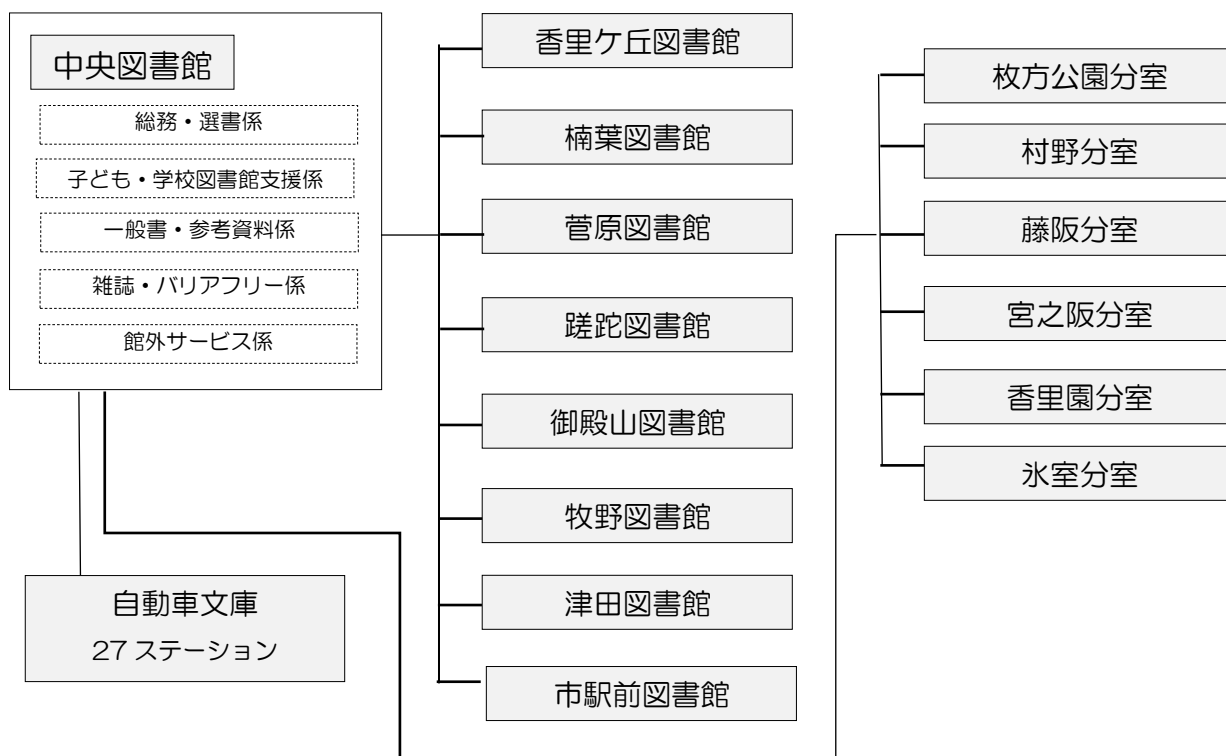 中央図書館
総務・選書係
子ども・学校図書館支援係
一般書・参考資料係
雑誌・バリアフリー係
館外サービス係
自動車文庫
27 ステーション
香里ケ丘図書館
楠葉図書館
菅原図書館
蹉跎図書館
御殿山図書館
牧野図書館
津田図書館
市駅前図書館
枚方公園分室
村野分室
藤阪分室
宮之阪分室
香里園分室
氷室分室